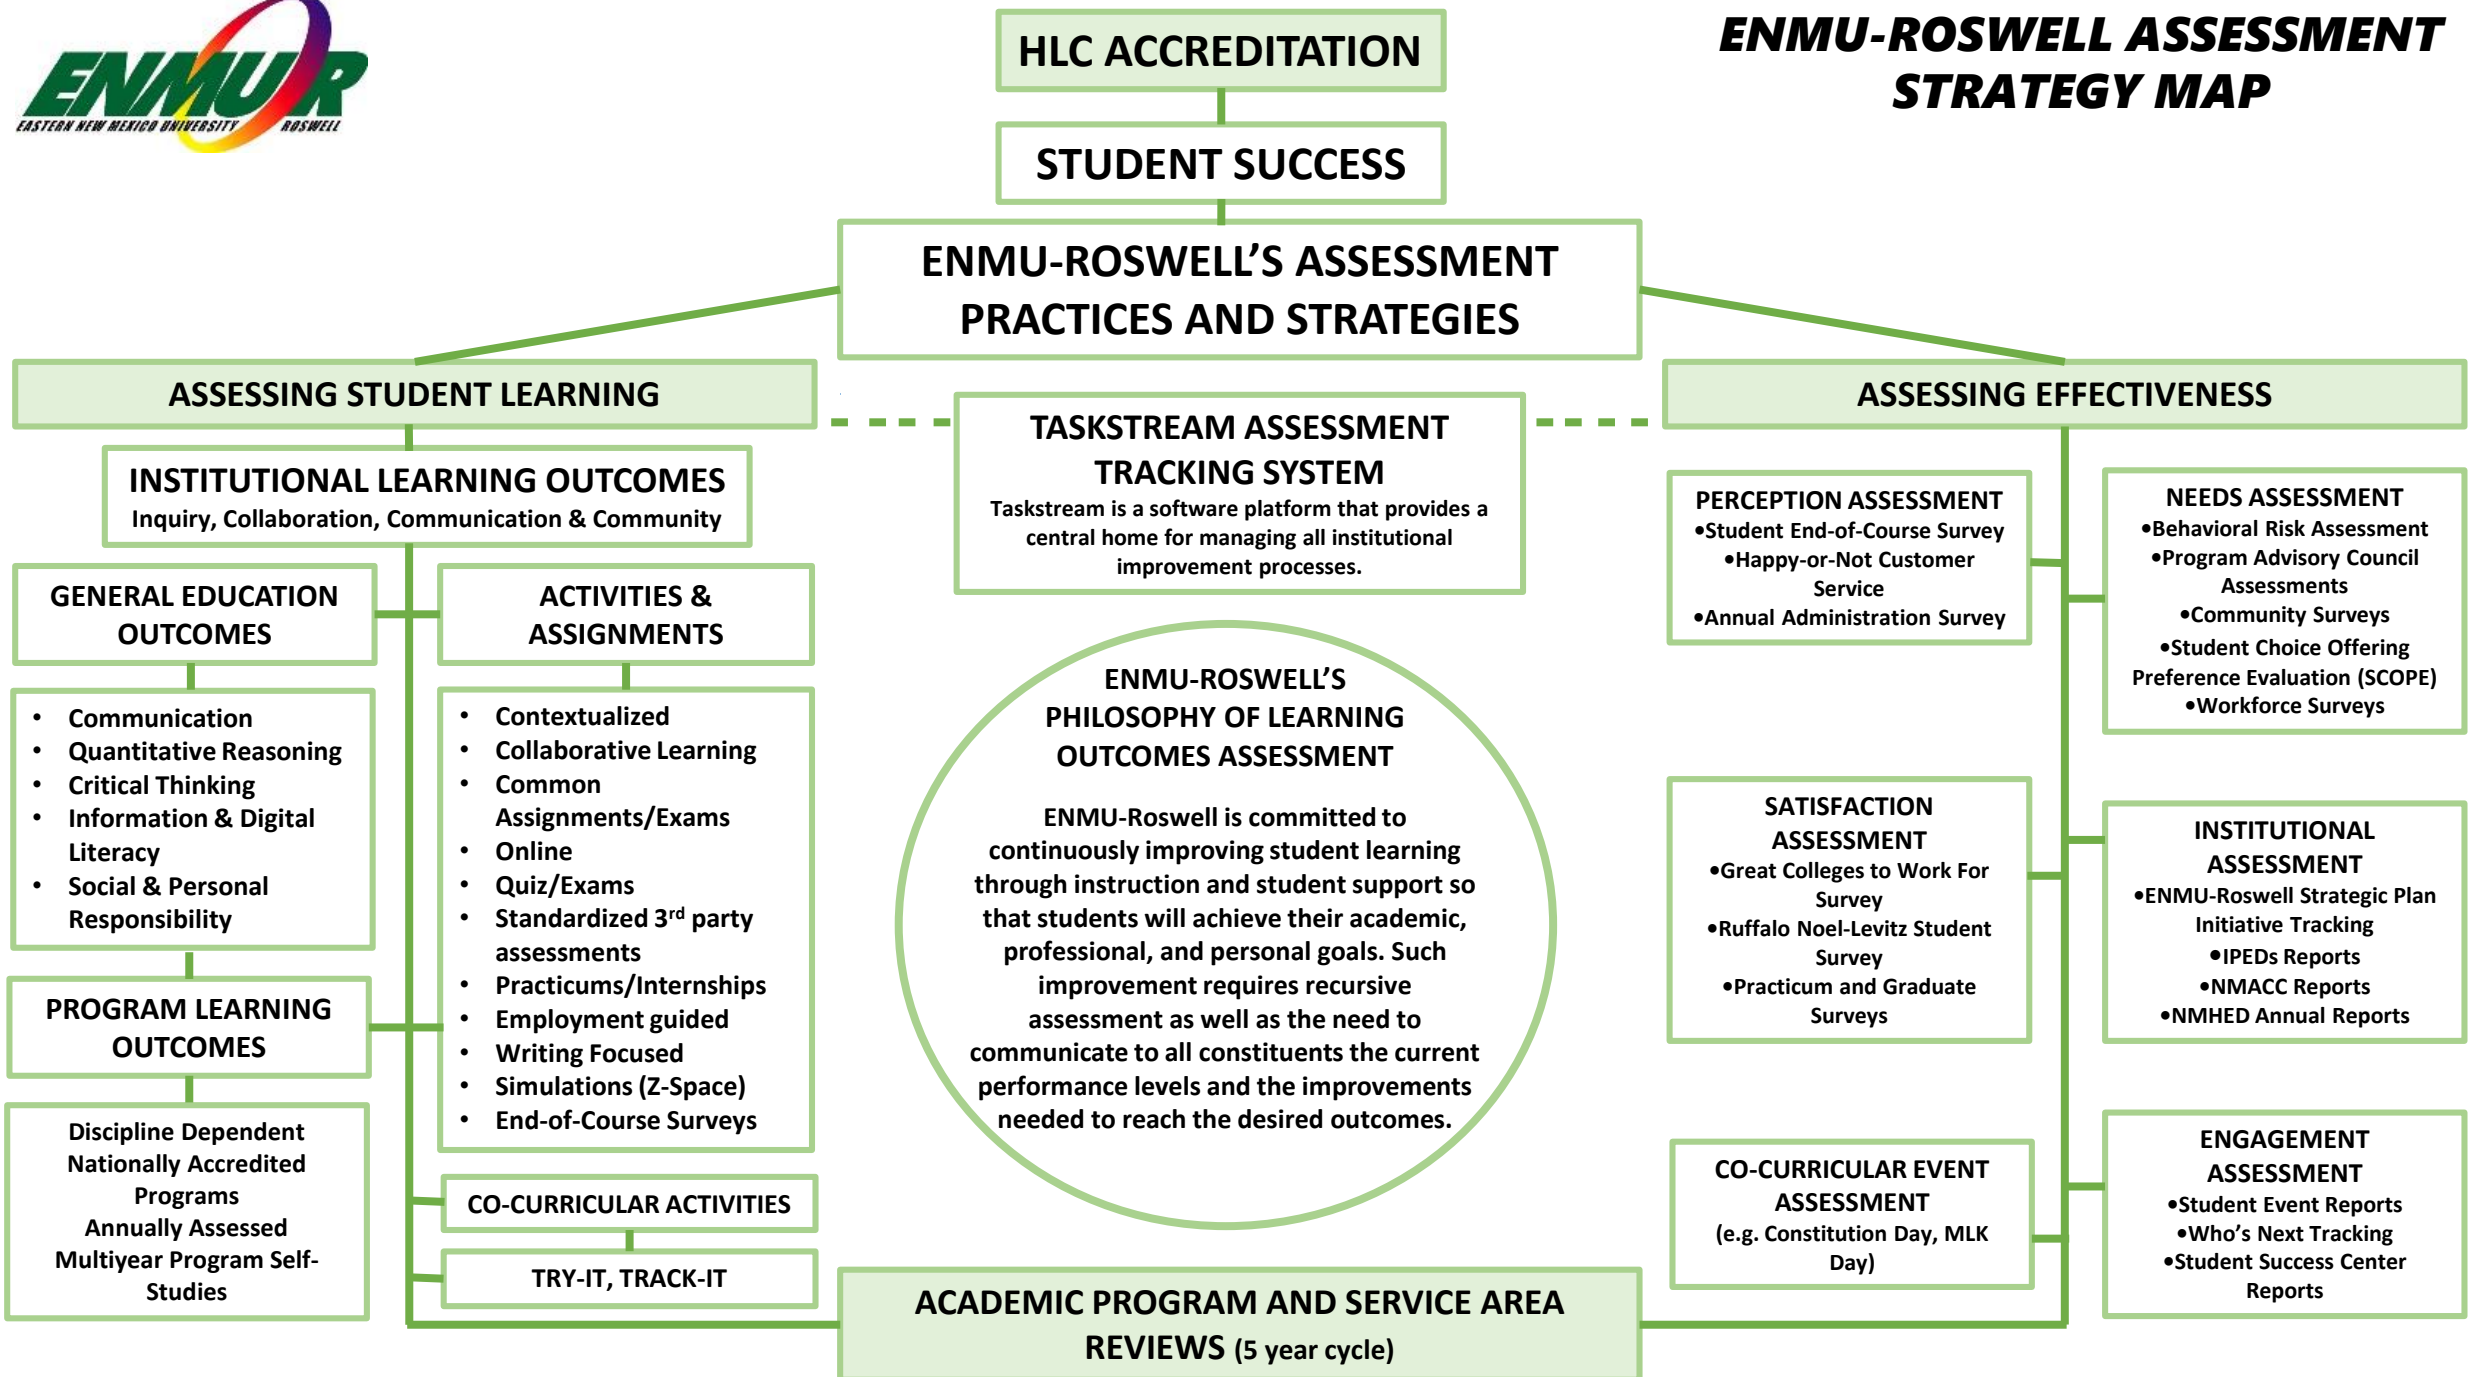 ENMUR
EASTERN NEW MEXICO UNIVERSITY ROSWELL
HLC ACCREDITATION
ENMU-ROSWELL ASSESSMENT
STRATEGY MAP
STUDENT SUCCESS
ENMU-ROSWELL’S ASSESSMENT
PRACTICES AND STRATEGIES
ASSESSING STUDENT LEARNING
INSTITUTIONAL LEARNING OUTCOMES
Inquiry, Collaboration, Communication & Community
GENERAL EDUCATION
OUTCOMES
• Communication
• Quantitative Reasoning
• Critical Thinking
• Information & Digital
Literacy
• Social & Personal
Responsibility
PROGRAM LEARNING
OUTCOMES
Discipline Dependent
Nationally Accredited
Programs
Annually Assessed
Multiyear Program Self-
Studies
ACTIVITIES &
ASSIGNMENTS
• Contextualized
• Collaborative Learning
• Common
Assignments/Exams
• Online
• Quiz/Exams
• Standardized 3rd party
assessments
• Practicums/Internships
• Employment guided
• Writing Focused
• Simulations (Z-Space)
• End-of-Course Surveys
CO-CURRICULAR ACTIVITIES
TRY-IT, TRACK-IT
TASKSTREAM ASSESSMENT
TRACKING SYSTEM
Taskstream is a software platform that provides a
central home for managing all institutional
improvement processes.
ENMU-ROSWELL’S
PHILOSOPHY OF LEARNING
OUTCOMES ASSESSMENT
ENMU-Roswell is committed to
continuously improving student learning
through instruction and student support so
that students will achieve their academic,
professional, and personal goals. Such
improvement requires recursive
assessment as well as the need to
communicate to all constituents the current
performance levels and the improvements
needed to reach the desired outcomes.
ACADEMIC PROGRAM AND SERVICE AREA
REVIEWS (5 year cycle)
ASSESSING EFFECTIVENESS
PERCEPTION ASSESSMENT
•Student End-of-Course Survey
•Happy-or-Not Customer
Service
•Annual Administration Survey
SATISFACTION
ASSESSMENT
•Great Colleges to Work For
Survey
•Ruffalo Noel-Levitz Student
Survey
•Practicum and Graduate
Surveys
CO-CURRICULAR EVENT
ASSESSMENT
(e.g. Constitution Day, MLK
Day)
NEEDS ASSESSMENT
•Behavioral Risk Assessment
•Program Advisory Council
Assessments
•Community Surveys
•Student Choice Offering
Preference Evaluation (SCOPE)
•Workforce Surveys
INSTITUTIONAL
ASSESSMENT
•ENMU-Roswell Strategic Plan
Initiative Tracking
•IPEDs Reports
•NMACC Reports
•NMHED Annual Reports
ENGAGEMENT
ASSESSMENT
•Student Event Reports
•Who’s Next Tracking
•Student Success Center
Reports